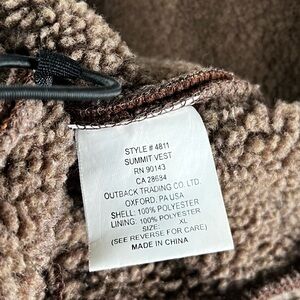 STYLE # 4811
SUMMIT VEST
RN 90143
CA 28684
OUTBACK TRADING CO. LTD.
OXFORD, PA USA
SHELL: 100% POLYESTER
LINING: 100% POLYESTER
SIZE: XL
(SEE REVERSE FOR CARE)
MADE IN CHINA